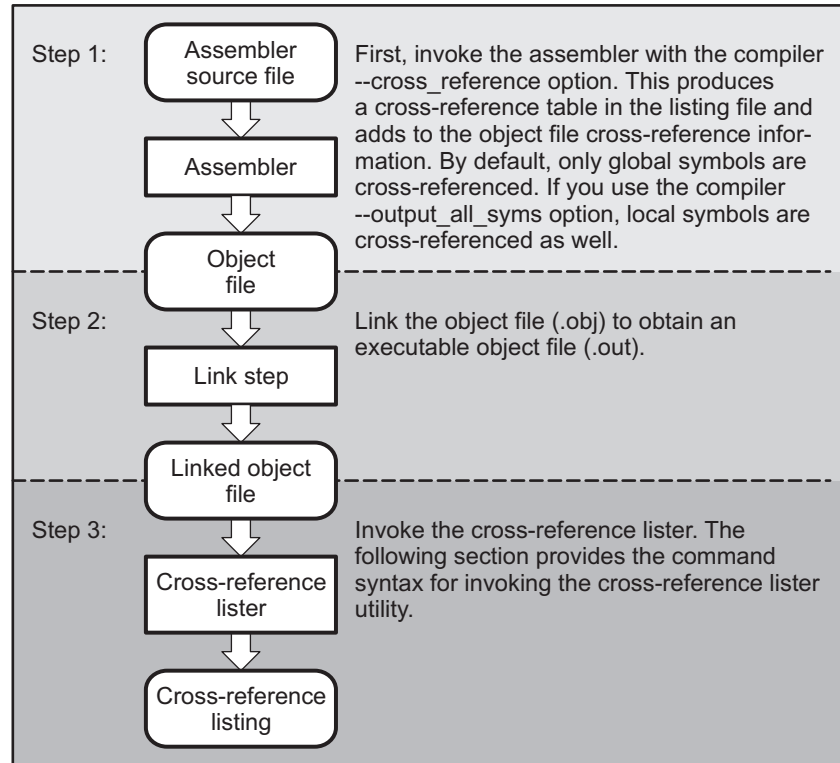 Step 1:
Assembler
source file
Assembler
Object
file
First, invoke the assembler with the compiler
--cross_reference option. This produces
a cross-reference table in the listing file and
adds to the object file cross-reference infor-
mation. By default, only global symbols are
cross-referenced. If you use the compiler
--output_all_syms option, local symbols are
cross-referenced as well.
Step 2:
Link step
Linked object
file
Link the object file (.obj) to obtain an
executable object file (.out).
Step 3:
Cross-reference
lister
Cross-reference
listing
Invoke the cross-reference lister. The
following section provides the command
syntax for invoking the cross-reference lister
utility.